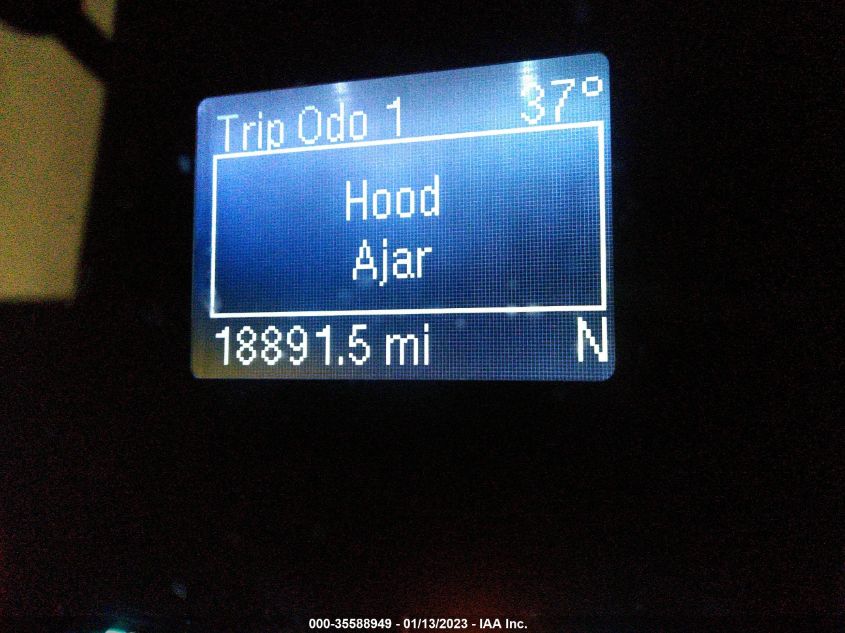 Trip Odo 1 37°
Hood
Ajar
18891.5 mi N
000-35588949 - 01/13/2023 - IAA Inc.